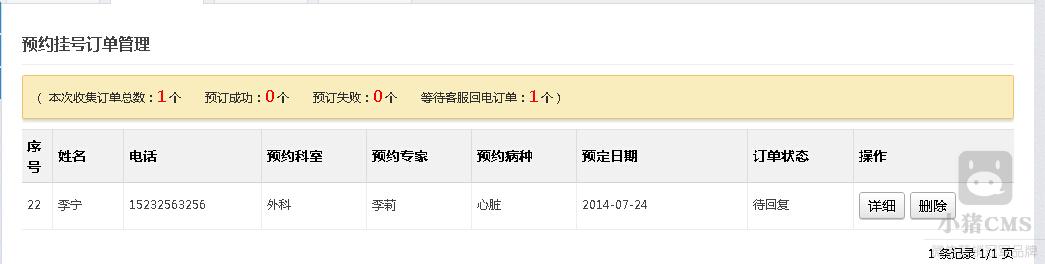 预约挂号订单管理
( 本次收集订单总数：1个 预订成功：0个 预订失败：0个 等待客服回电订单：1个 )
序号 姓名 电话 预约科室 预约专家 预约病种 预定日期 订单状态 操作
22 李宁 15232563256 外科 李莉 心脏 2014-07-24 待回复 详细 删除
小猪CMS
1 条记录 1/1 页